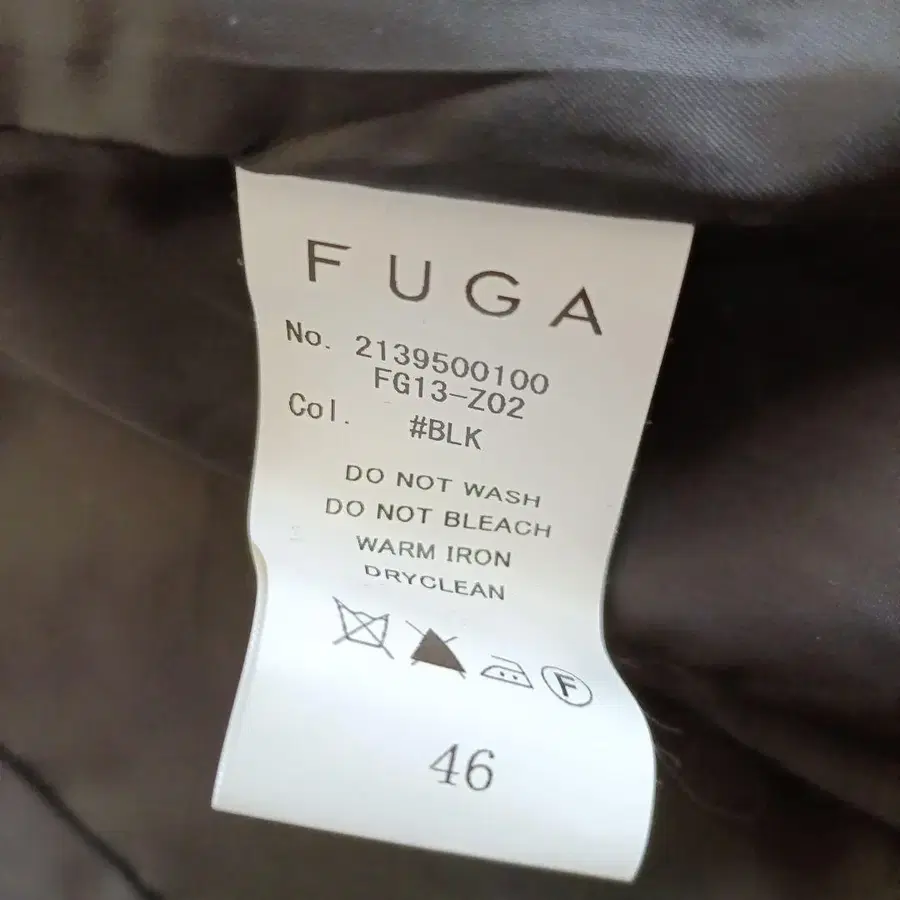 FUGA
No. 2139500100
FG13-Z02
Col. #BLK
DO NOT WASH
DO NOT BLEACH
WARM IRON
DRYCLEAN
F
46